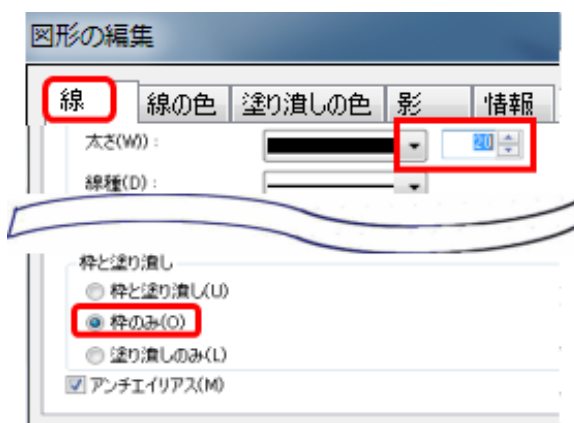 図形の編集
線 線の色 塗り潰しの色 影 情報
太さ(W) : 20
線種(D) :
枠と塗り潰し
枠と塗り潰し(U)
枠のみ(O)
塗り潰しのみ(L)
アンチエイリアス(M)